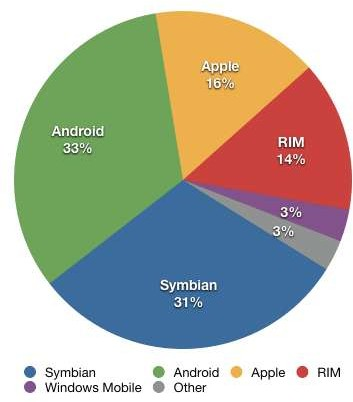 Apple
16%
Android
33%
RIM
14%
3%
3%
Symbian
31%
Symbian Android Apple RIM
Windows Mobile Other